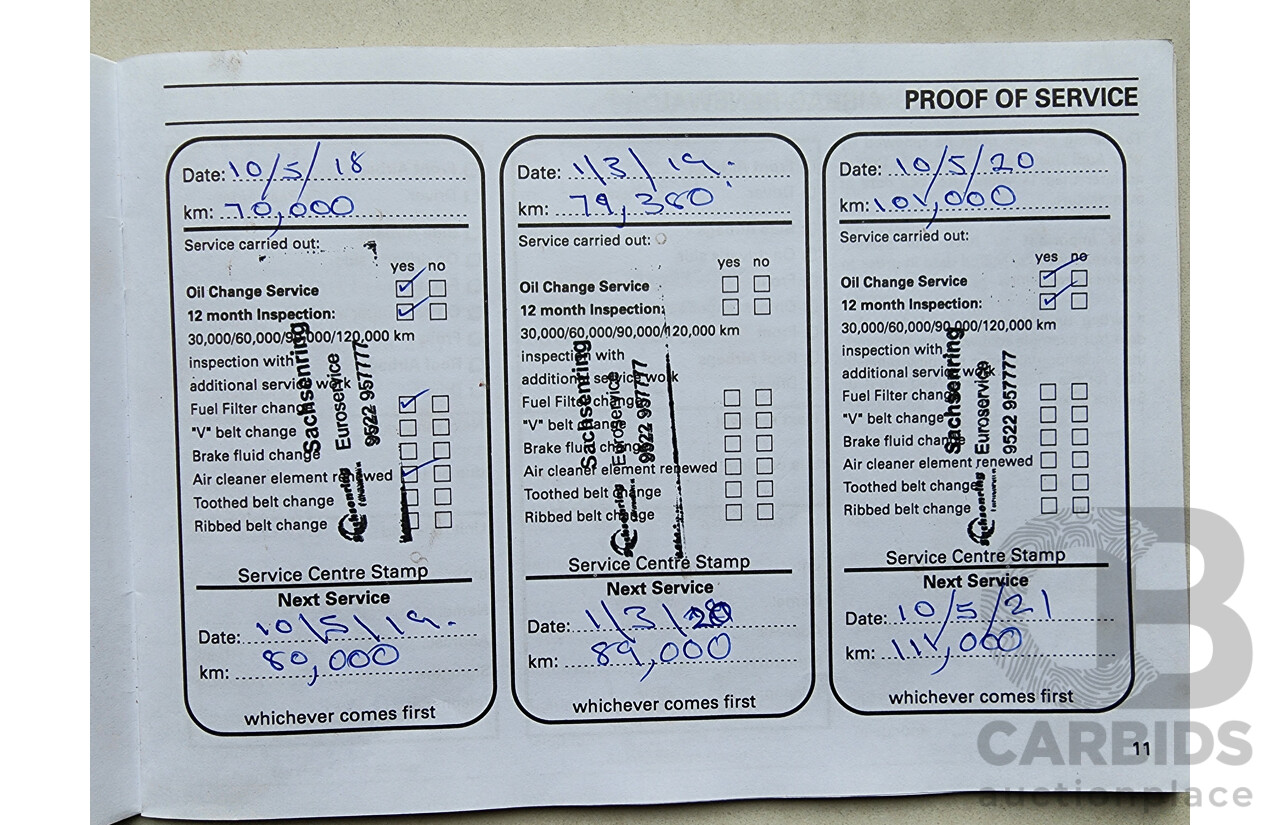 PROOF OF SERVICE
Date: 10/5/18
km: 70,000
Service carried out:
yes no
Oil Change Service
12 month Inspection:
30,000/60,000/90,000/120,000 km
inspection with
additional service work
Fuel Filter change
"V" belt change
Brake fluid change
Air cleaner element renewed
Toothed belt change
Ribbed belt change
Sachsenring
Euroservice
9522 957777
Sachsenring
Service Centre Stamp
Next Service
Date: 10/5/19.
km: 80,000
whichever comes first
Date: 1/3/19.
km: 79,380
Service carried out:
yes no
Oil Change Service
12 month Inspection:
30,000/60,000/90,000/120,000 km
inspection with
additional service work
Fuel Filter change
"V" belt change
Brake fluid change
Air cleaner element renewed
Toothed belt change
Ribbed belt change
Sachsenring
Euroservice
9522 957777
Sachsenring
Service Centre Stamp
Next Service
Date: 1/3/20
km: 89,000
whichever comes first
Date: 10/5/20
km: 101,000
Service carried out:
yes no
Oil Change Service
12 month Inspection:
30,000/60,000/90,000/120,000 km
inspection with
additional service work
Fuel Filter change
"V" belt change
Brake fluid change
Air cleaner element renewed
Toothed belt change
Ribbed belt change
Sachsenring
Euroservice
9522 957777
Sachsenring
Service Centre Stamp
Next Service
Date: 10/5/21
km: 111,000
whichever comes first
11
B
CARBIDS
auctionplace